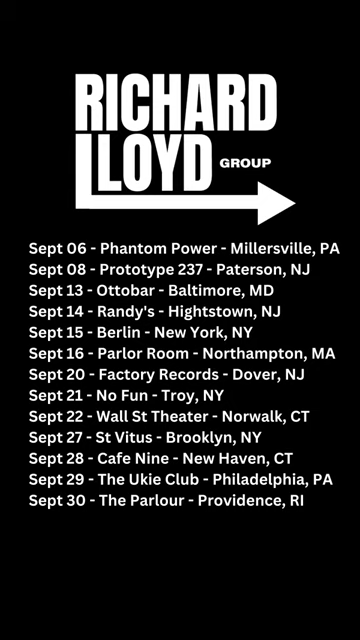 RICHARD
LLOYD GROUP
Sept 06 - Phantom Power - Millersville, PA
Sept 08 - Prototype 237 - Paterson, NJ
Sept 13 - Ottobar - Baltimore, MD
Sept 14 - Randy's - Hightstown, NJ
Sept 15 - Berlin - New York, NY
Sept 16 - Parlor Room - Northampton, MA
Sept 20 - Factory Records - Dover, NJ
Sept 21 - No Fun - Troy, NY
Sept 22 - Wall St Theater - Norwalk, CT
Sept 27 - St Vitus - Brooklyn, NY
Sept 28 - Cafe Nine - New Haven, CT
Sept 29 - The Ukie Club - Philadelphia, PA
Sept 30 - The Parlour - Providence, RI